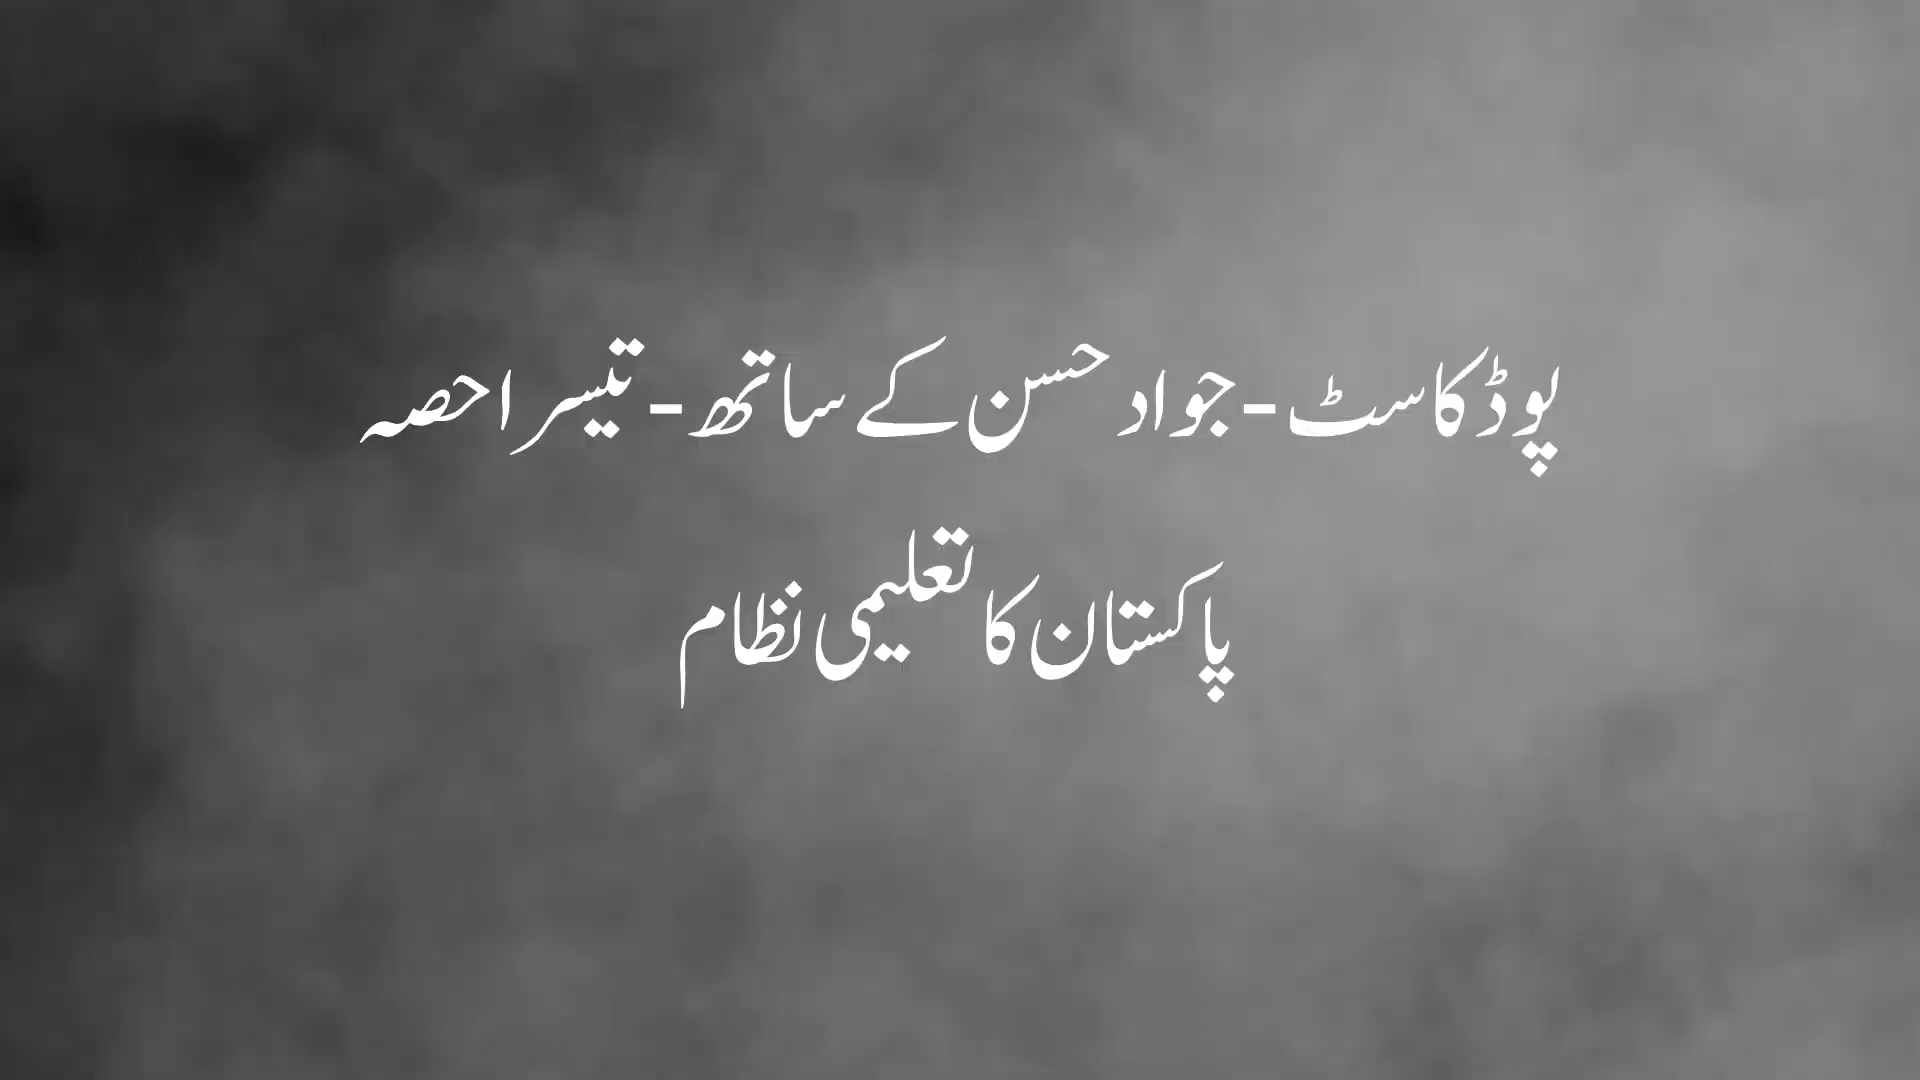 پوڈکاسٹ - جواد حسن کے ساتھ - تیسرا حصہ
پاکستان کا تعلیمی نظام